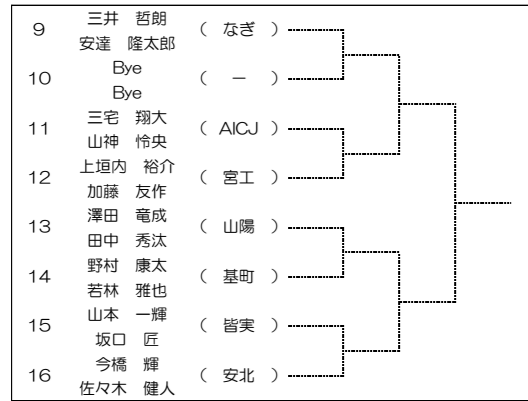 9 三井 哲朗 ( なぎ )
安達 隆太郎
10 Bye ( ー )
Bye
11 三宅 翔大 ( AICJ )
山神 怜央
12 上垣内 裕介 ( 宮工 )
加藤 友作
13 澤田 竜成 ( 山陽 )
田中 秀汰
14 野村 康太 ( 基町 )
若林 雅也
15 山本 一輝 ( 皆実 )
坂口 匠
16 今橋 輝 ( 安北 )
佐々木 健人